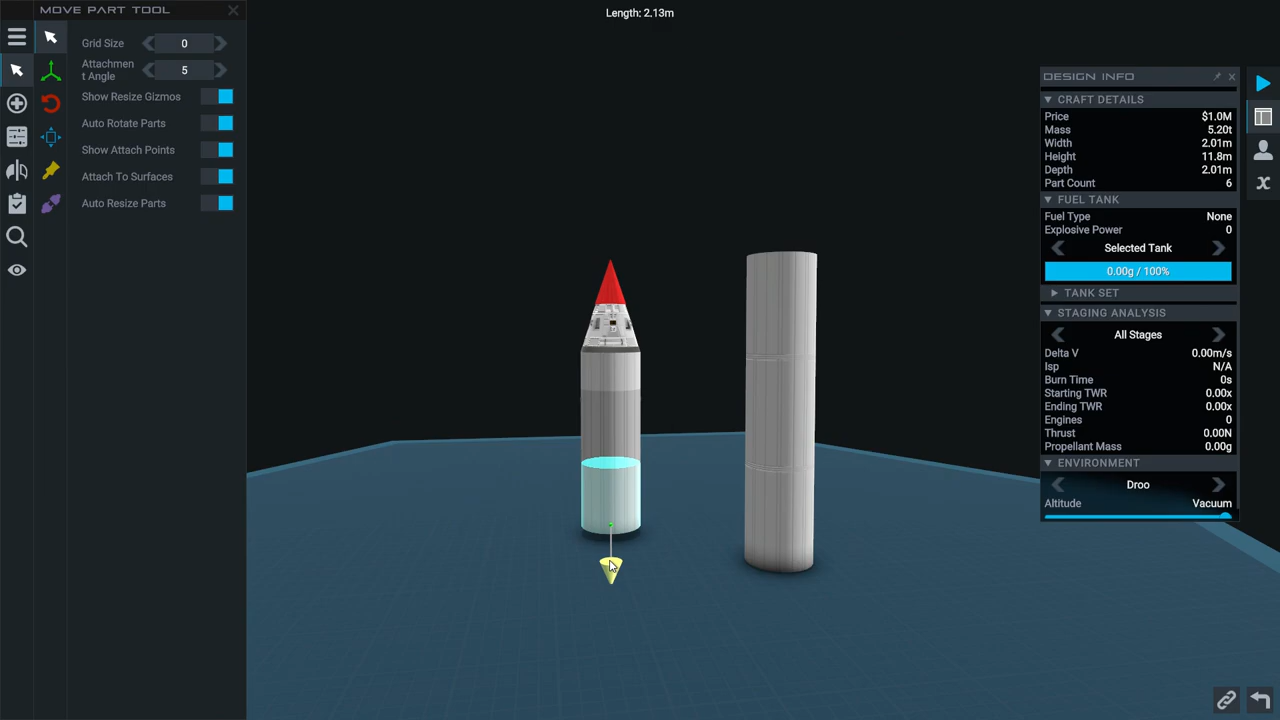 MOVE PART TOOL
Length: 2.13m
Grid Size 0
Attachmen
t Angle 5
Show Resize Gizmos
Auto Rotate Parts
Show Attach Points
Attach To Surfaces
Auto Resize Parts
DESIGN INFO
CRAFT DETAILS
Price $1.0M
Mass 5.20t
Width 2.01m
Height 11.8m
Depth 2.01m
Part Count 6
FUEL TANK
Fuel Type None
Explosive Power 0
Selected Tank
0.00g / 100%
TANK SET
STAGING ANALYSIS
All Stages
Delta V 0.00m/s
Isp N/A
Burn Time 0s
Starting TWR 0.00x
Ending TWR 0.00x
Engines 0
Thrust 0.00N
Propellant Mass 0.00g
ENVIRONMENT
Droo
Altitude Vacuum